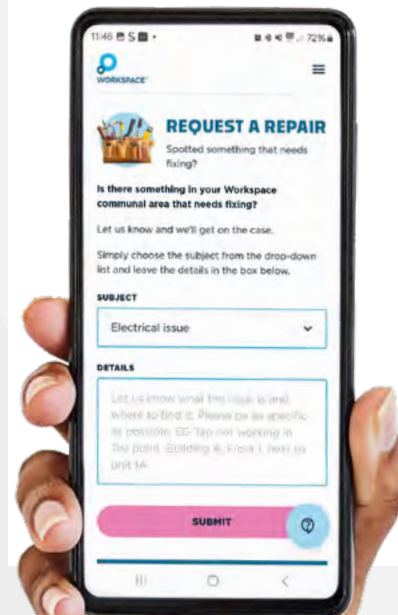 11:46
72%
WORKSPACE
REQUEST A REPAIR
Spotted something that needs
fixing?
Is there something in your Workspace
communal area that needs fixing?
Let us know and we'll get on the case.
Simply choose the subject from the drop-down
list and leave the details in the box below.
SUBJECT
Electrical issue
DETAILS
Let us know what the issue is and
where to find it. Please be as specific
as possible. EG Tap not working in
Tea point, Building A, Floor 1, next to
unit 1A.
SUBMIT